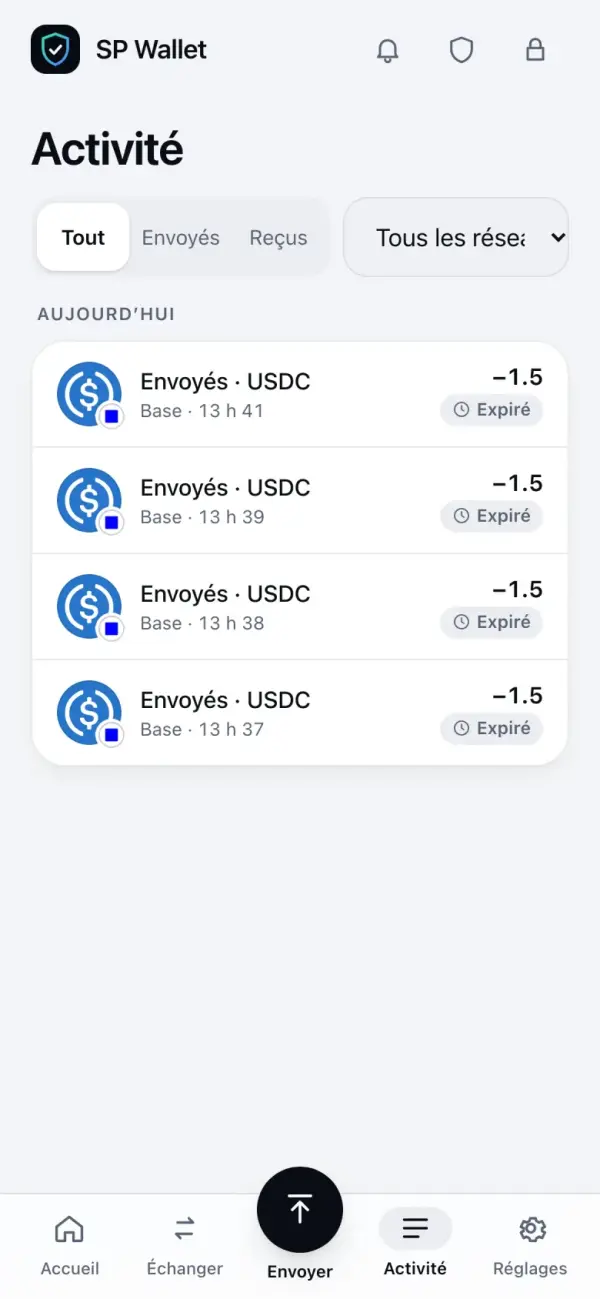 SP Wallet
Activité
Tout Envoyés Reçus Tous les résea
AUJOURD’HUI
Envoyés · USDC −1.5
Base · 13 h 41 Expiré
Envoyés · USDC −1.5
Base · 13 h 39 Expiré
Envoyés · USDC −1.5
Base · 13 h 38 Expiré
Envoyés · USDC −1.5
Base · 13 h 37 Expiré
Accueil Échanger Envoyer Activité Réglages